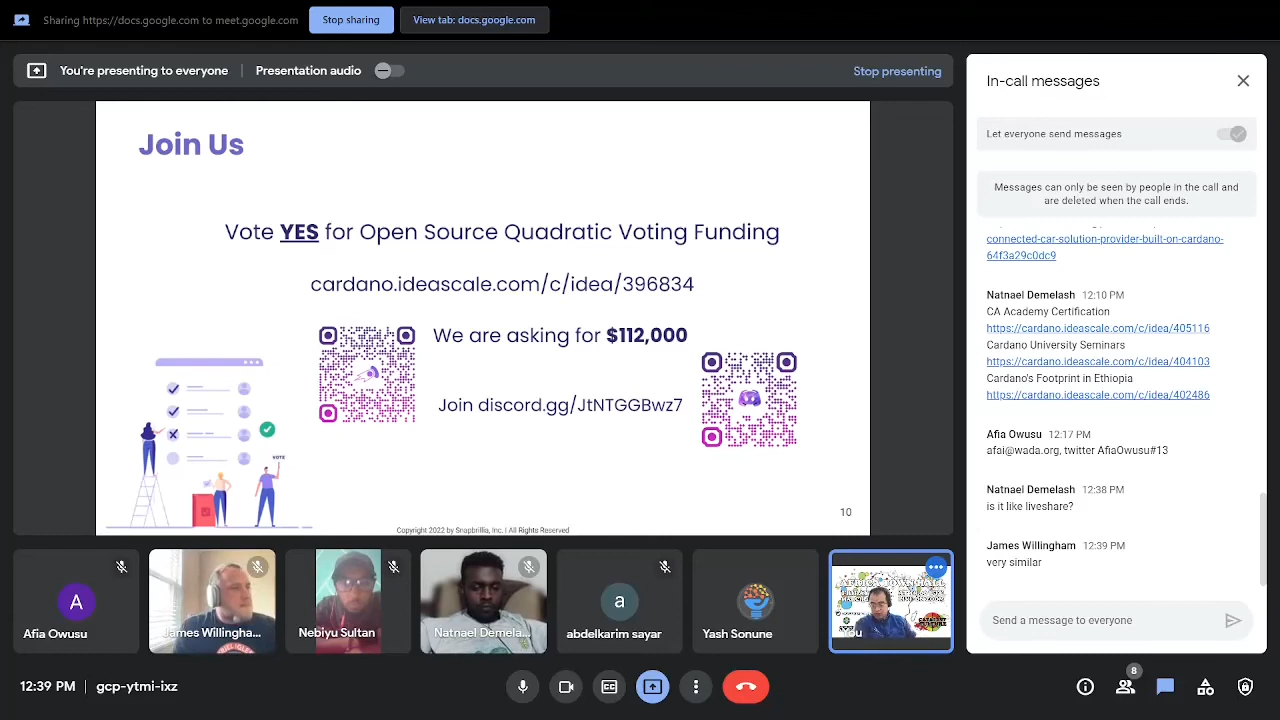 Sharing https://docs.google.com to meet.google.com
Stop sharing
View tab: docs.google.com
You're presenting to everyone
Presentation audio
Stop presenting
Join Us
Vote YES for Open Source Quadratic Voting Funding
cardano.ideascale.com/c/idea/396834
We are asking for $112,000
Join discord.gg/JtNTGGBwz7
VOTE
10
Copyright 2022 by Snapbrillia, Inc. | All Rights Reserved
In-call messages
Let everyone send messages
Messages can only be seen by people in the call and
are deleted when the call ends.
connected-car-solution-provider-built-on-cardano-
64f3a29c0dc9
Natnael Demelash 12:10 PM
CA Academy Certification
https://cardano.ideascale.com/c/idea/405116
Cardano University Seminars
https://cardano.ideascale.com/c/idea/404103
Cardano's Footprint in Ethiopia
https://cardano.ideascale.com/c/idea/402486
Afia Owusu 12:17 PM
afai@wada.org, twitter AfiaOwusu#13
Natnael Demelash 12:38 PM
is it like liveshare?
James Willingham 12:39 PM
very similar
Send a message to everyone
A
Afia Owusu
James Willingha...
Nebiyu Sultan
Natnael Demela...
a
abdelkarim sayar
Yash Sonune
You
12:39 PM | gcp-ytmi-ixz
8